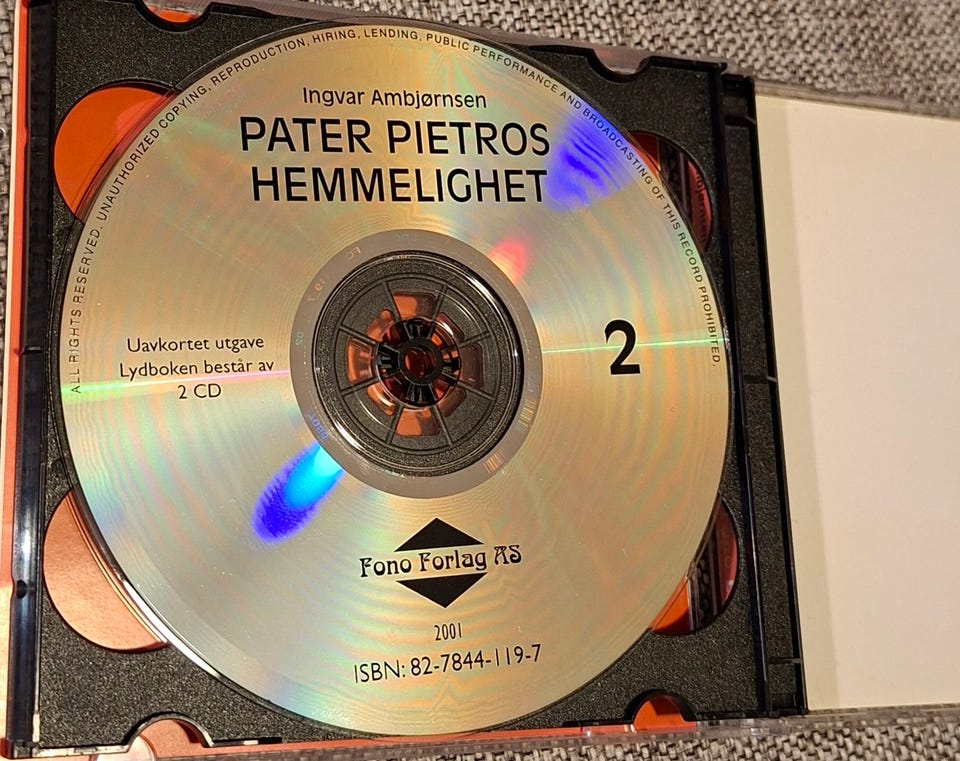 ALL RIGHTS RESERVED. UNAUTHORIZED COPYING, REPRODUCTION, HIRING, LENDING, PUBLIC PERFORMANCE AND BROADCASTING OF THIS RECORD PROHIBITED.
Ingvar Ambjørnsen
PATER PIETROS
HEMMELIGHET
Uavkortet utgave
Lydboken består av
2 CD
2
Fono Forlag AS
2001
ISBN: 82-7844-119-7